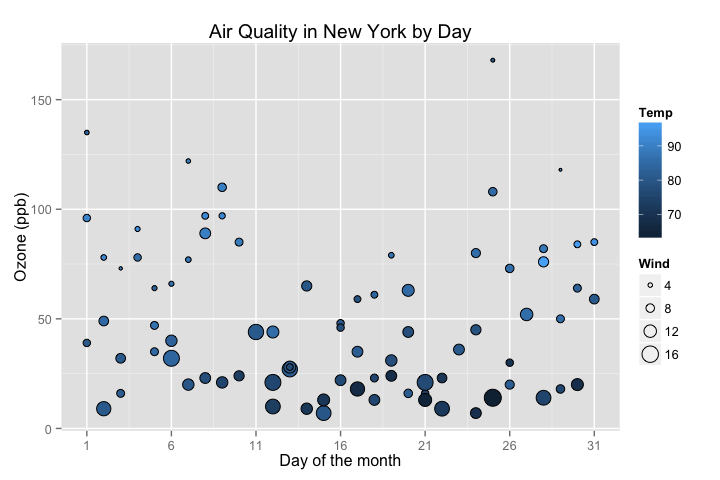 Air Quality in New York by Day
Ozone (ppb)
150
100
50
0
1 6 11 16 21 26 31
Day of the month
Temp
90
80
70
Wind
4
8
12
16